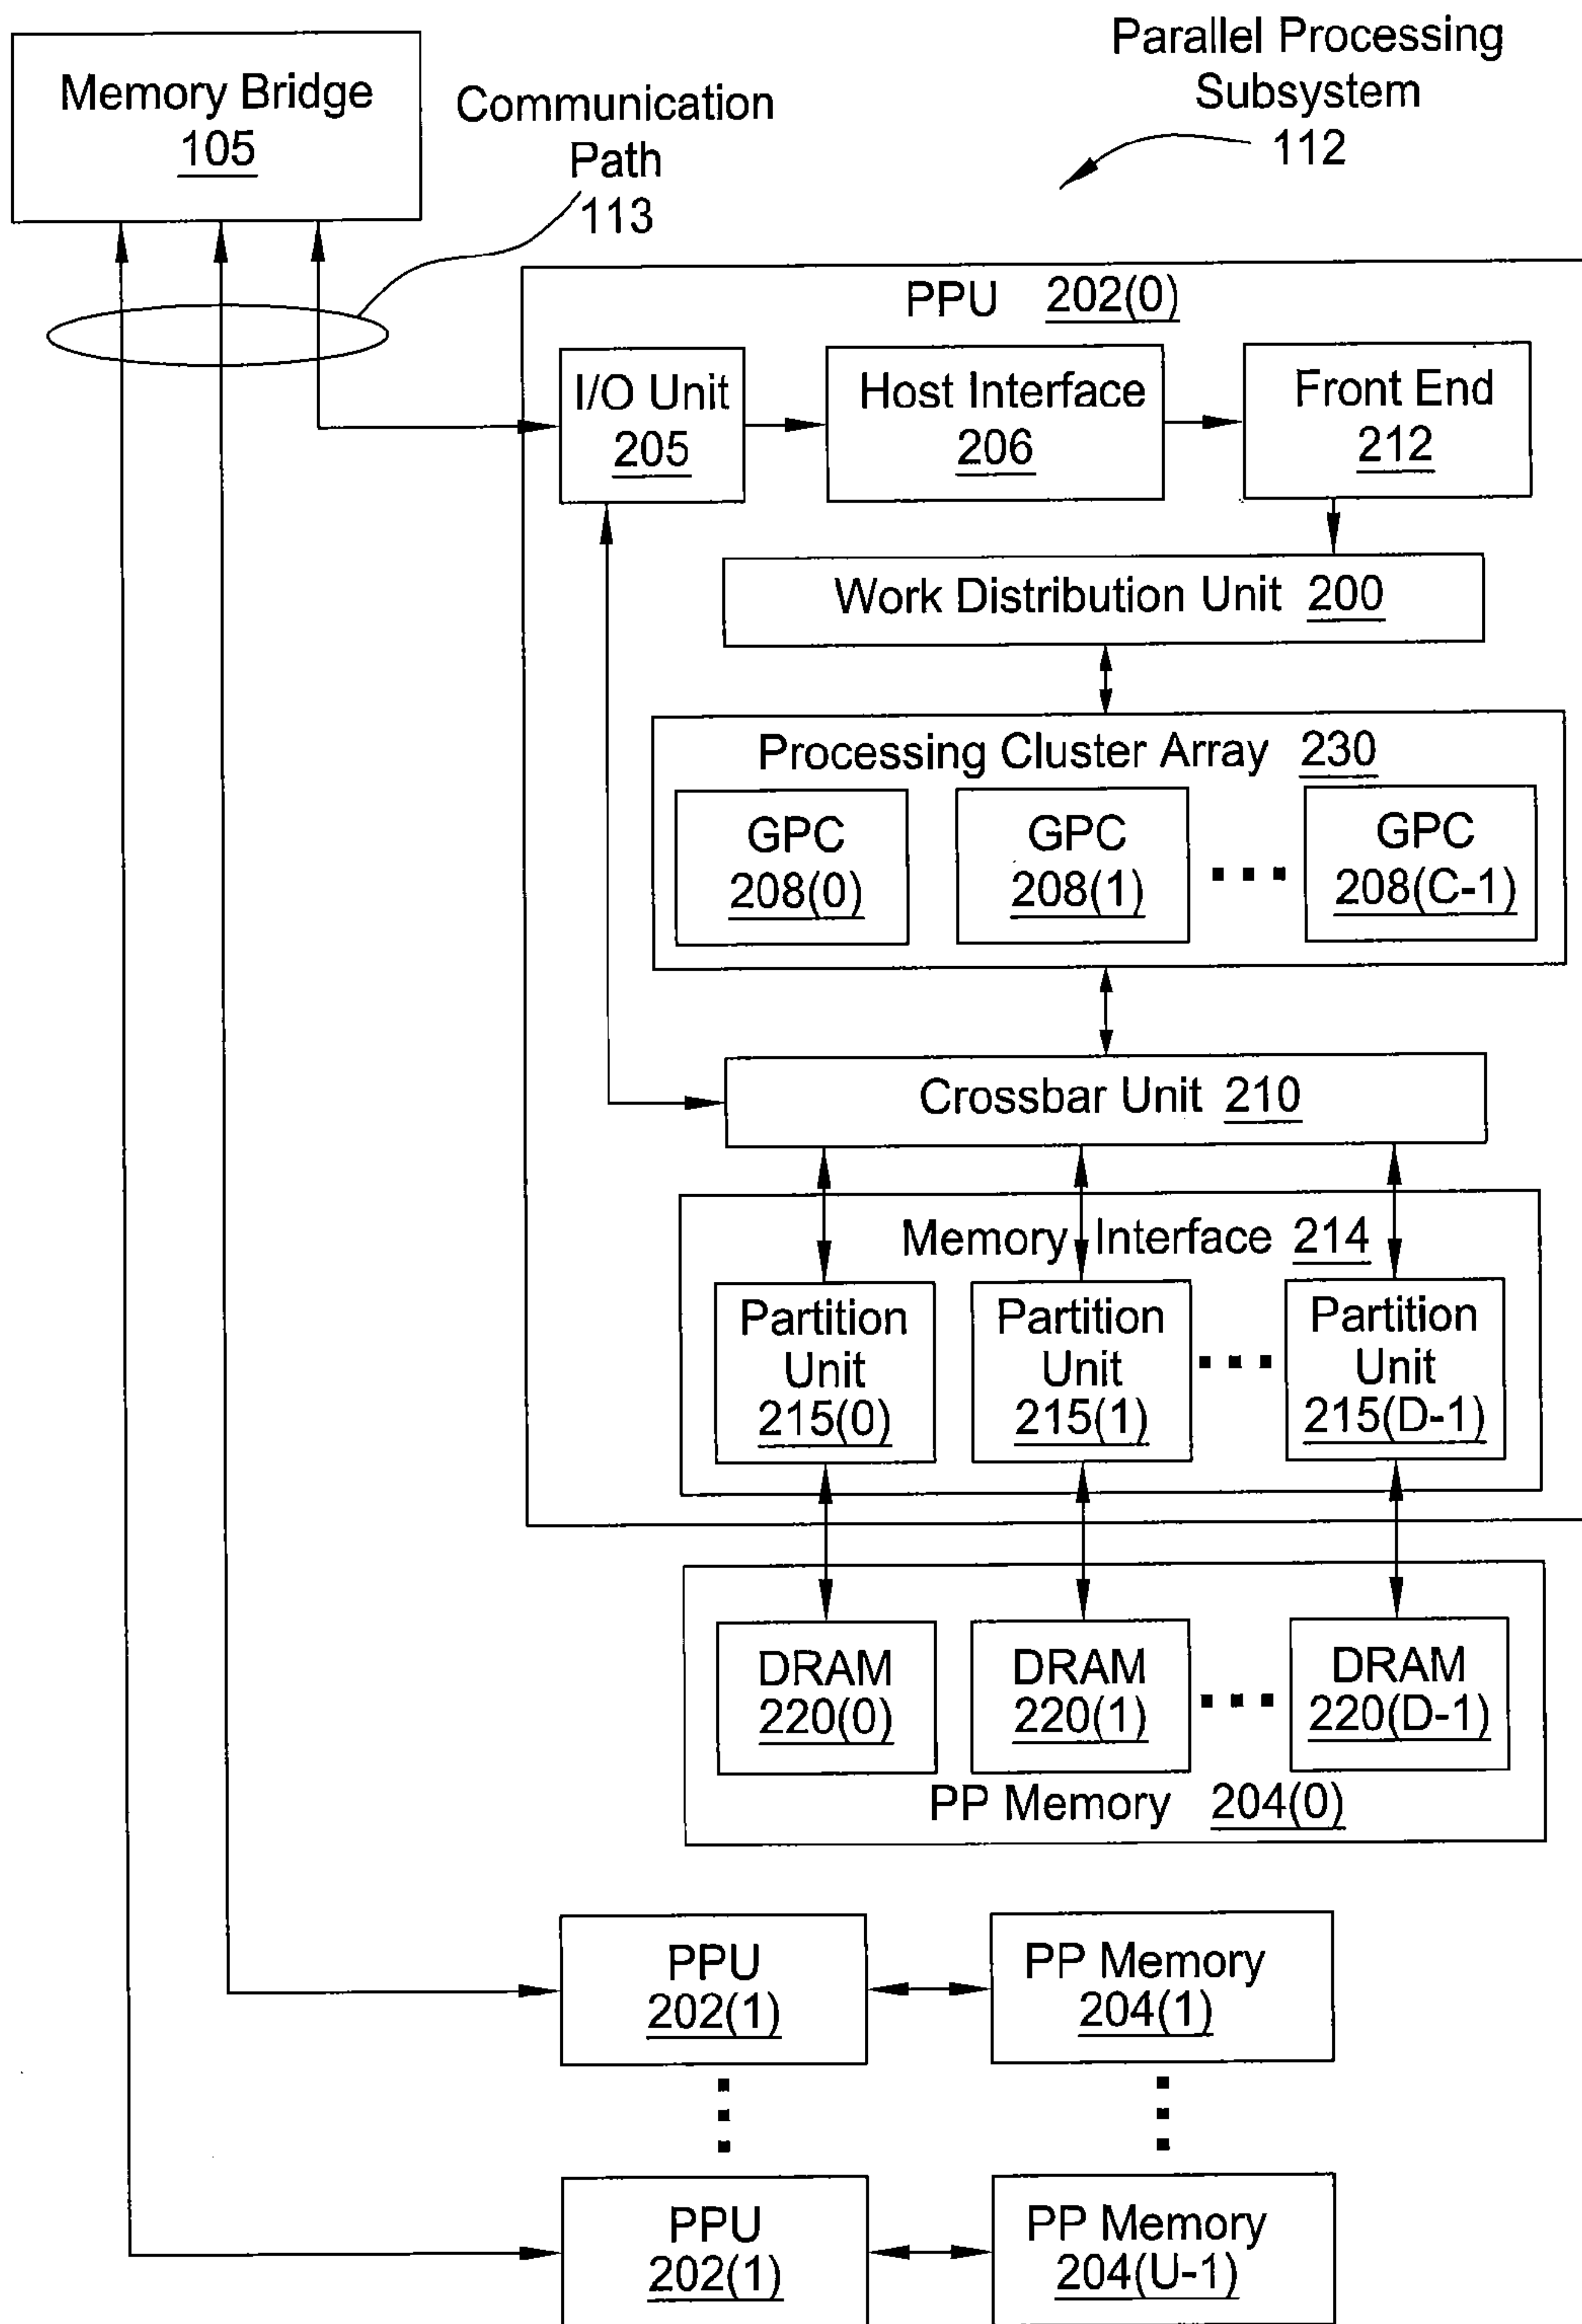 Parallel Processing
Subsystem
112
Memory Bridge
105
Communication
Path
113
PPU 202(0)
I/O Unit
205
Host Interface
206
Front End
212
Work Distribution Unit 200
Processing Cluster Array 230
GPC
208(0)
GPC
208(1)
GPC
208(C-1)
Crossbar Unit 210
Memory Interface 214
Partition
Unit
215(0)
Partition
Unit
215(1)
Partition
Unit
215(D-1)
DRAM
220(0)
DRAM
220(1)
DRAM
220(D-1)
PP Memory 204(0)
PPU
202(1)
PP Memory
204(1)
PPU
202(1)
PP Memory
204(U-1)